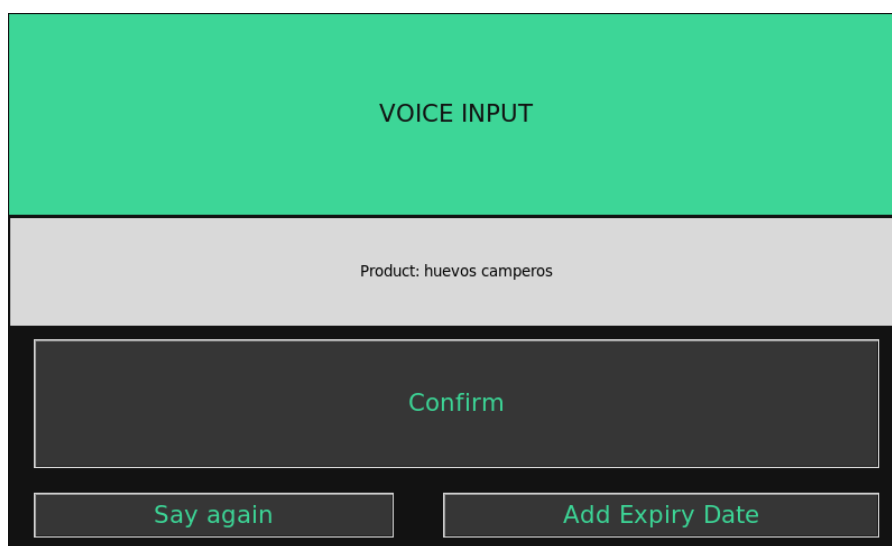 VOICE INPUT
Product: huevos camperos
Confirm
Say again
Add Expiry Date